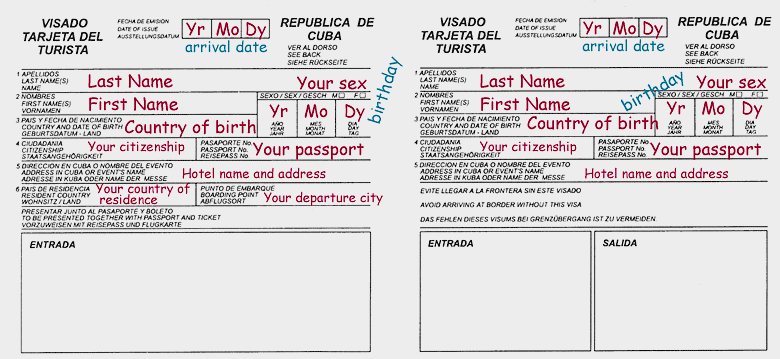 VISADO
TARJETA DEL
TURISTA
FECHA DE EMISION
DATE OF ISSUE
AUSSTELLUNGSDATUM
Yr Mo Dy
arrival date
REPUBLICA DE
CUBA
VER AL DORSO
SEE BACK
SIEHE RÜCKSEITE
1 APELLIDOS
LAST NAME(S)
NAME
Last Name
Your sex
2 NOMBRES
FIRST NAME(S)
VORNAMEN
First Name
SEXO / SEX / GESCH M☐ F☐
Yr Mo Dy
AÑO MES DIA
YEAR MONTH DAY
JAHR MONAT TAG
birthday
3 PAIS Y FECHA DE NACIMIENTO
COUNTRY AND DATE OF BIRTH
GEBURTSDATUM - LAND
Country of birth
4 CIUDADANIA
CITIZENSHIP
STAATSANGEHÖRIGKEIT
Your citizenship
PASAPORTE No.
PASSPORT No.
REISEPASS No.
Your passport
5 DIRECCION EN CUBA O NOMBRE DEL EVENTO
ADDRESS IN CUBA OR EVENT'S NAME
ADRESSE IN KUBA ODER NAME DER MESSE
Hotel name and address
6 PAIS DE RESIDENCIA
RESIDENT COUNTRY
WOHNSITZ / LAND
Your country of
residence
PUNTO DE EMBARQUE
BOARDING POINT
ABFLUGSORT
Your departure city
PRESENTAR JUNTO AL PASAPORTE Y BOLETO
TO BE PRESENTED TOGETHER WITH PASSPORT AND TICKET
VORZUWEISEN MIT REISEPASS UND FLUGKARTE
ENTRADA
VISADO
TARJETA DEL
TURISTA
FECHA DE EMISION
DATE OF ISSUE
AUSSTELLUNGSDATUM
Yr Mo Dy
arrival date
REPUBLICA DE
CUBA
VER AL DORSO
SEE BACK
SIEHE RÜCKSEITE
1 APELLIDOS
LAST NAME(S)
NAME
Last Name
Your sex
2 NOMBRES
FIRST NAME(S)
VORNAMEN
First Name
birthday
SEXO / SEX / GESCH M☐ F☐
Yr Mo Dy
AÑO MES DIA
YEAR MONTH DAY
JAHR MONAT TAG
3 PAIS Y FECHA DE NACIMIENTO
COUNTRY AND DATE OF BIRTH
GEBURTSDATUM - LAND
Country of birth
4 CIUDADANIA
CITIZENSHIP
STAATSANGEHÖRIGKEIT
Your citizenship
PASAPORTE No.
PASSPORT No.
REISEPASS No.
Your passport
5 DIRECCION EN CUBA O NOMBRE DEL EVENTO
ADDRESS IN CUBA OR EVENT'S NAME
ADRESSE IN KUBA ODER NAME DER MESSE
Hotel name and address
EVITE LLEGAR A LA FRONTERA SIN ESTE VISADO
AVOID ARRIVING AT BORDER WITHOUT THIS VISA
DAS FEHLEN DIESES VISUMS BEI GRENZÜBERGANG IST ZU VERMEIDEN.
ENTRADA
SALIDA